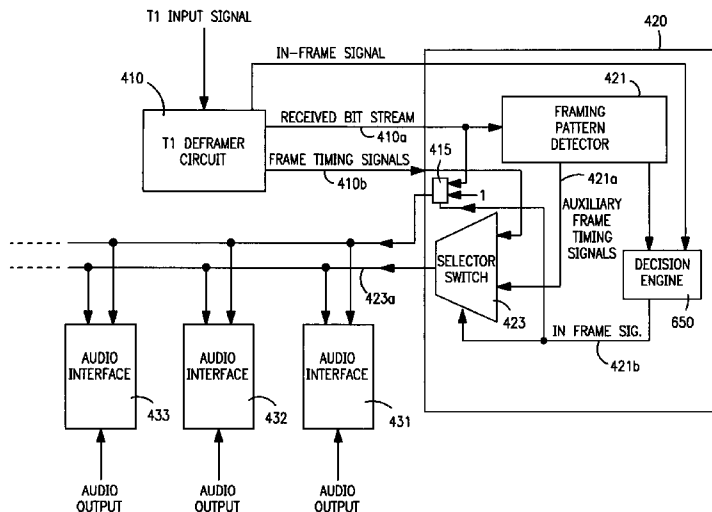 T1 INPUT SIGNAL
420
IN-FRAME SIGNAL
410
421
T1 DEFRAMER
CIRCUIT
RECEIVED BIT STREAM
410a
FRAMING
PATTERN
DETECTOR
FRAME TIMING SIGNALS
410b
415
1
421a
AUXILIARY
FRAME
TIMING
SIGNALS
SELECTOR
SWITCH
423
423a
DECISION
ENGINE
650
IN FRAME SIG.
421b
AUDIO
INTERFACE
433
AUDIO
INTERFACE
432
AUDIO
INTERFACE
431
AUDIO
OUTPUT
AUDIO
OUTPUT
AUDIO
OUTPUT